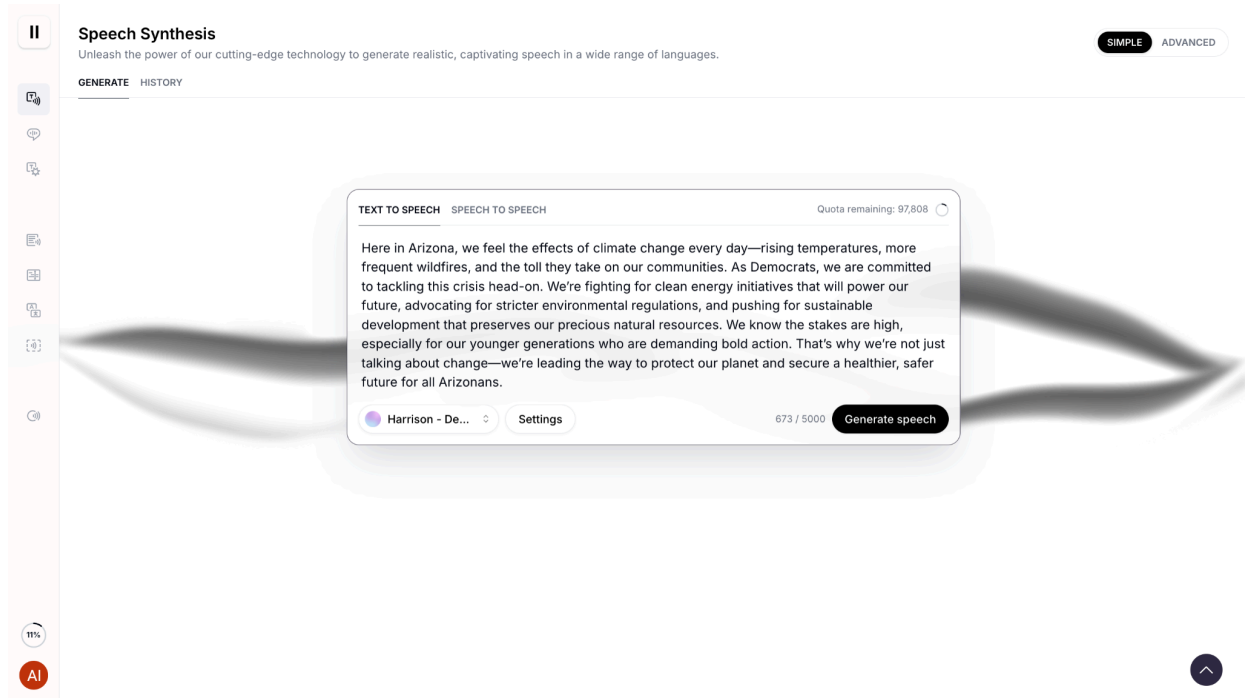 Speech Synthesis
Unleash the power of our cutting-edge technology to generate realistic, captivating speech in a wide range of languages.
SIMPLE ADVANCED
GENERATE HISTORY
TEXT TO SPEECH SPEECH TO SPEECH Quota remaining: 97,808
Here in Arizona, we feel the effects of climate change every day—rising temperatures, more
frequent wildfires, and the toll they take on our communities. As Democrats, we are committed
to tackling this crisis head-on. We’re fighting for clean energy initiatives that will power our
future, advocating for stricter environmental regulations, and pushing for sustainable
development that preserves our precious natural resources. We know the stakes are high,
especially for our younger generations who are demanding bold action. That’s why we’re not just
talking about change—we’re leading the way to protect our planet and secure a healthier, safer
future for all Arizonans.
Harrison - De... Settings 673 / 5000 Generate speech
11%
AI